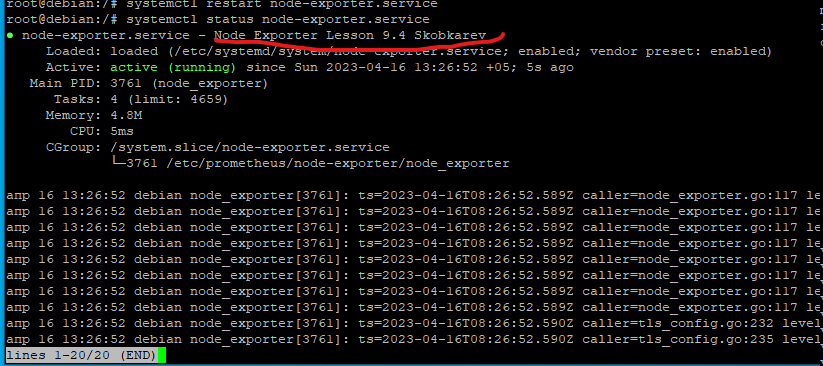 root@debian:/# systemctl restart node-exporter.service
root@debian:/# systemctl status node-exporter.service
● node-exporter.service - Node Exporter Lesson 9.4 Skobkarev
Loaded: loaded (/etc/systemd/system/node-exporter.service; enabled; vendor preset: enabled)
Active: active (running) since Sun 2023-04-16 13:26:52 +05; 5s ago
Main PID: 3761 (node_exporter)
Tasks: 4 (limit: 4659)
Memory: 4.8M
CPU: 5ms
CGroup: /system.slice/node-exporter.service
└─3761 /etc/prometheus/node-exporter/node_exporter
апр 16 13:26:52 debian node_exporter[3761]: ts=2023-04-16T08:26:52.589Z caller=node_exporter.go:117 le
апр 16 13:26:52 debian node_exporter[3761]: ts=2023-04-16T08:26:52.589Z caller=node_exporter.go:117 le
апр 16 13:26:52 debian node_exporter[3761]: ts=2023-04-16T08:26:52.589Z caller=node_exporter.go:117 le
апр 16 13:26:52 debian node_exporter[3761]: ts=2023-04-16T08:26:52.589Z caller=node_exporter.go:117 le
апр 16 13:26:52 debian node_exporter[3761]: ts=2023-04-16T08:26:52.589Z caller=node_exporter.go:117 le
апр 16 13:26:52 debian node_exporter[3761]: ts=2023-04-16T08:26:52.589Z caller=node_exporter.go:117 le
апр 16 13:26:52 debian node_exporter[3761]: ts=2023-04-16T08:26:52.589Z caller=node_exporter.go:117 le
апр 16 13:26:52 debian node_exporter[3761]: ts=2023-04-16T08:26:52.589Z caller=node_exporter.go:117 le
апр 16 13:26:52 debian node_exporter[3761]: ts=2023-04-16T08:26:52.590Z caller=tls_config.go:232 level
апр 16 13:26:52 debian node_exporter[3761]: ts=2023-04-16T08:26:52.590Z caller=tls_config.go:235 level
lines 1-20/20 (END)